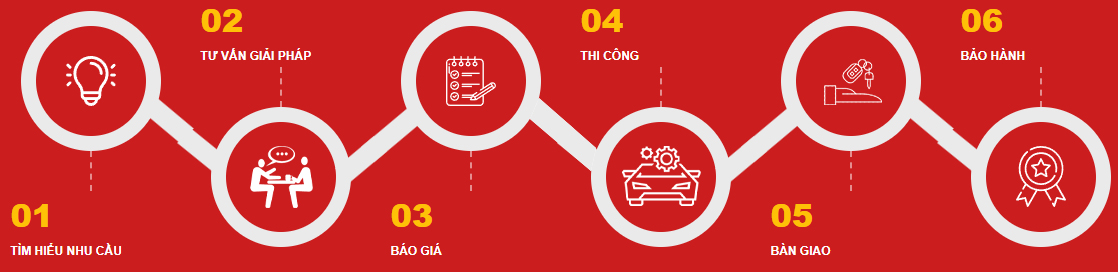 01
TÌM HIỂU NHU CẦU
02
TƯ VẤN GIẢI PHÁP
03
BÁO GIÁ
04
THI CÔNG
05
BÀN GIAO
06
BẢO HÀNH